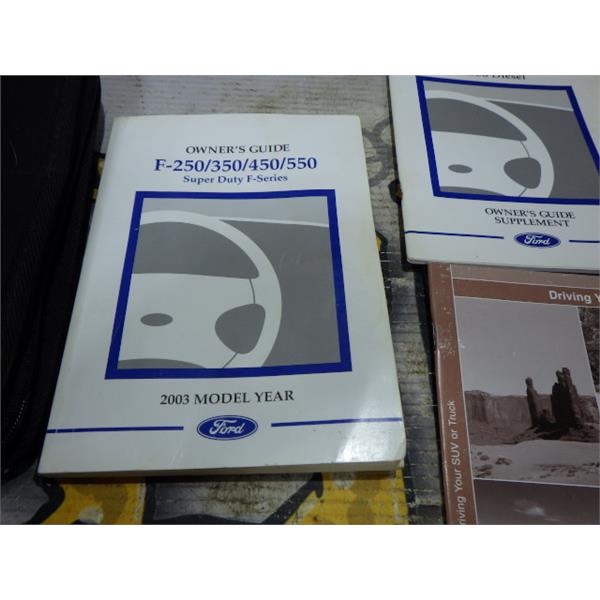 OWNER'S GUIDE
F-250/350/450/550
Super Duty F-Series
2003 MODEL YEAR
Ford
Diesel
OWNER'S GUIDE
SUPPLEMENT
Ford
Driving
Your SUV or Truck